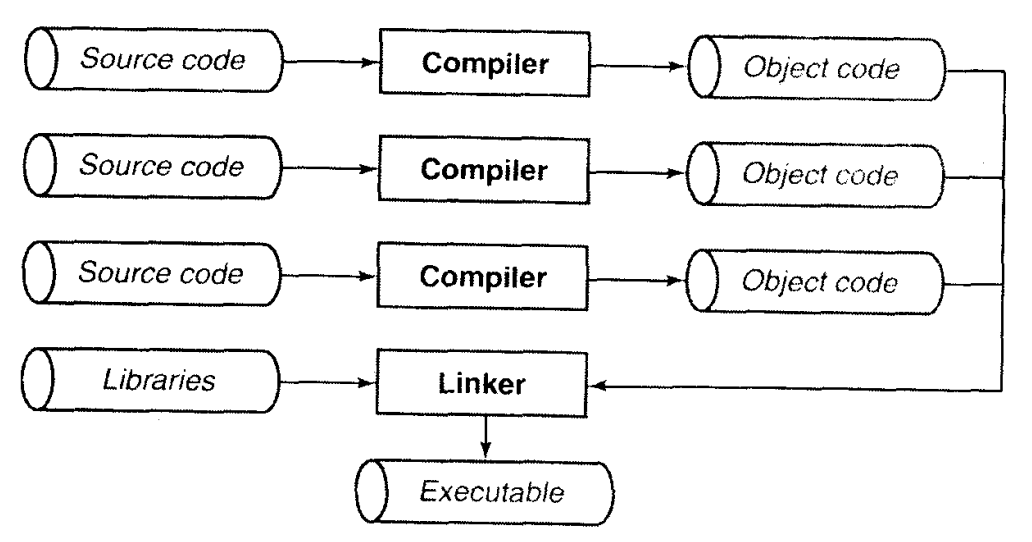 Source code
Compiler
Object code
Source code
Compiler
Object code
Source code
Compiler
Object code
Libraries
Linker
Executable